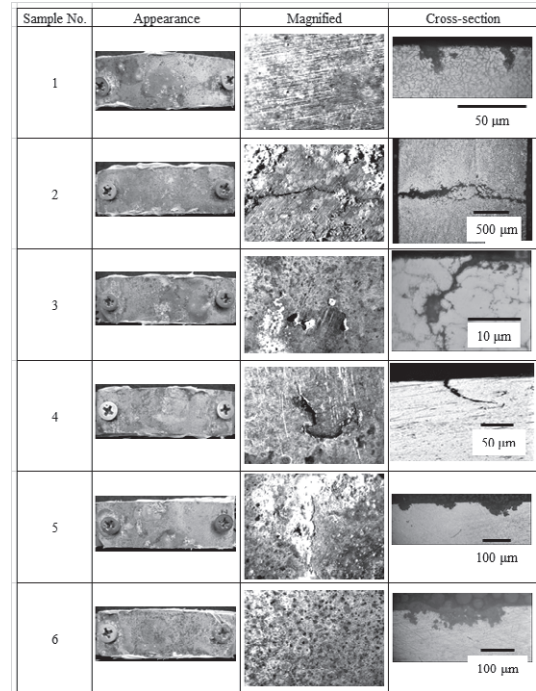 Sample No. Appearance Magnified Cross-section
1
50 µm
2
500 µm
3
10 µm
4
50 µm
5
100 µm
6
100 µm